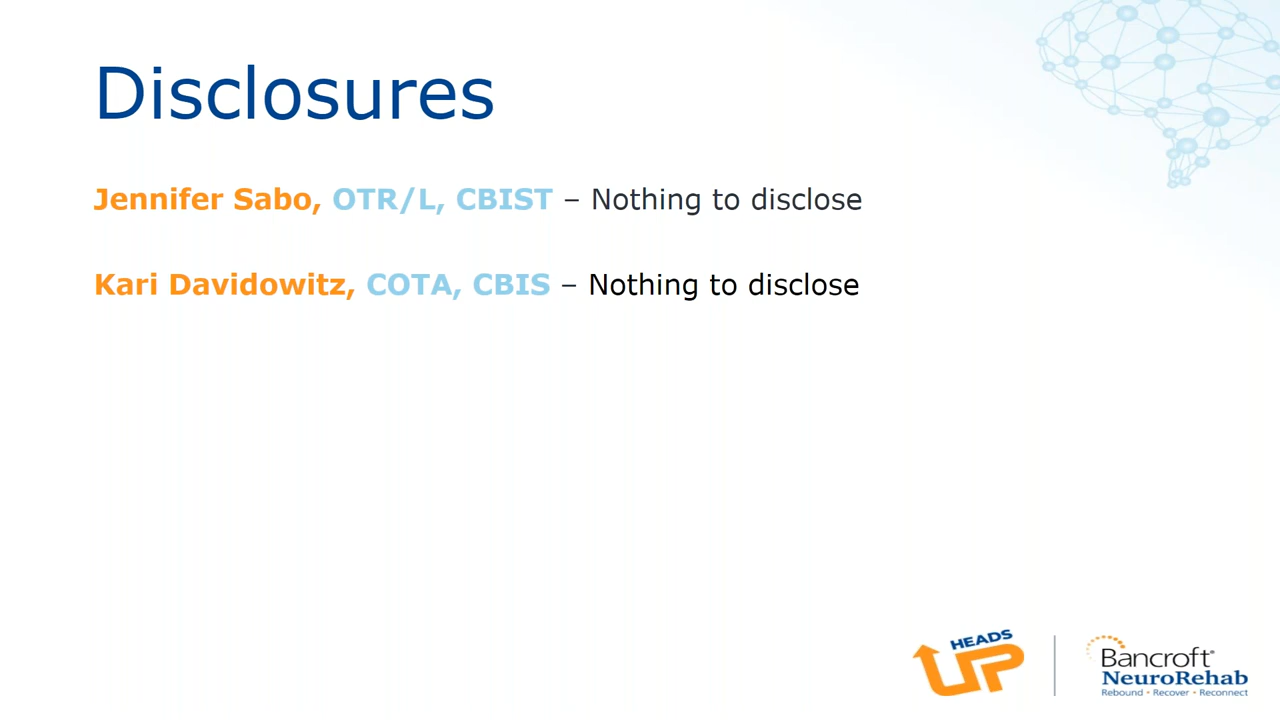 Disclosures
Jennifer Sabo, OTR/L, CBIST – Nothing to disclose
Kari Davidowitz, COTA, CBIS – Nothing to disclose
HEADS
UP
Bancroft®
NeuroRehab
Rebound • Recover • Reconnect